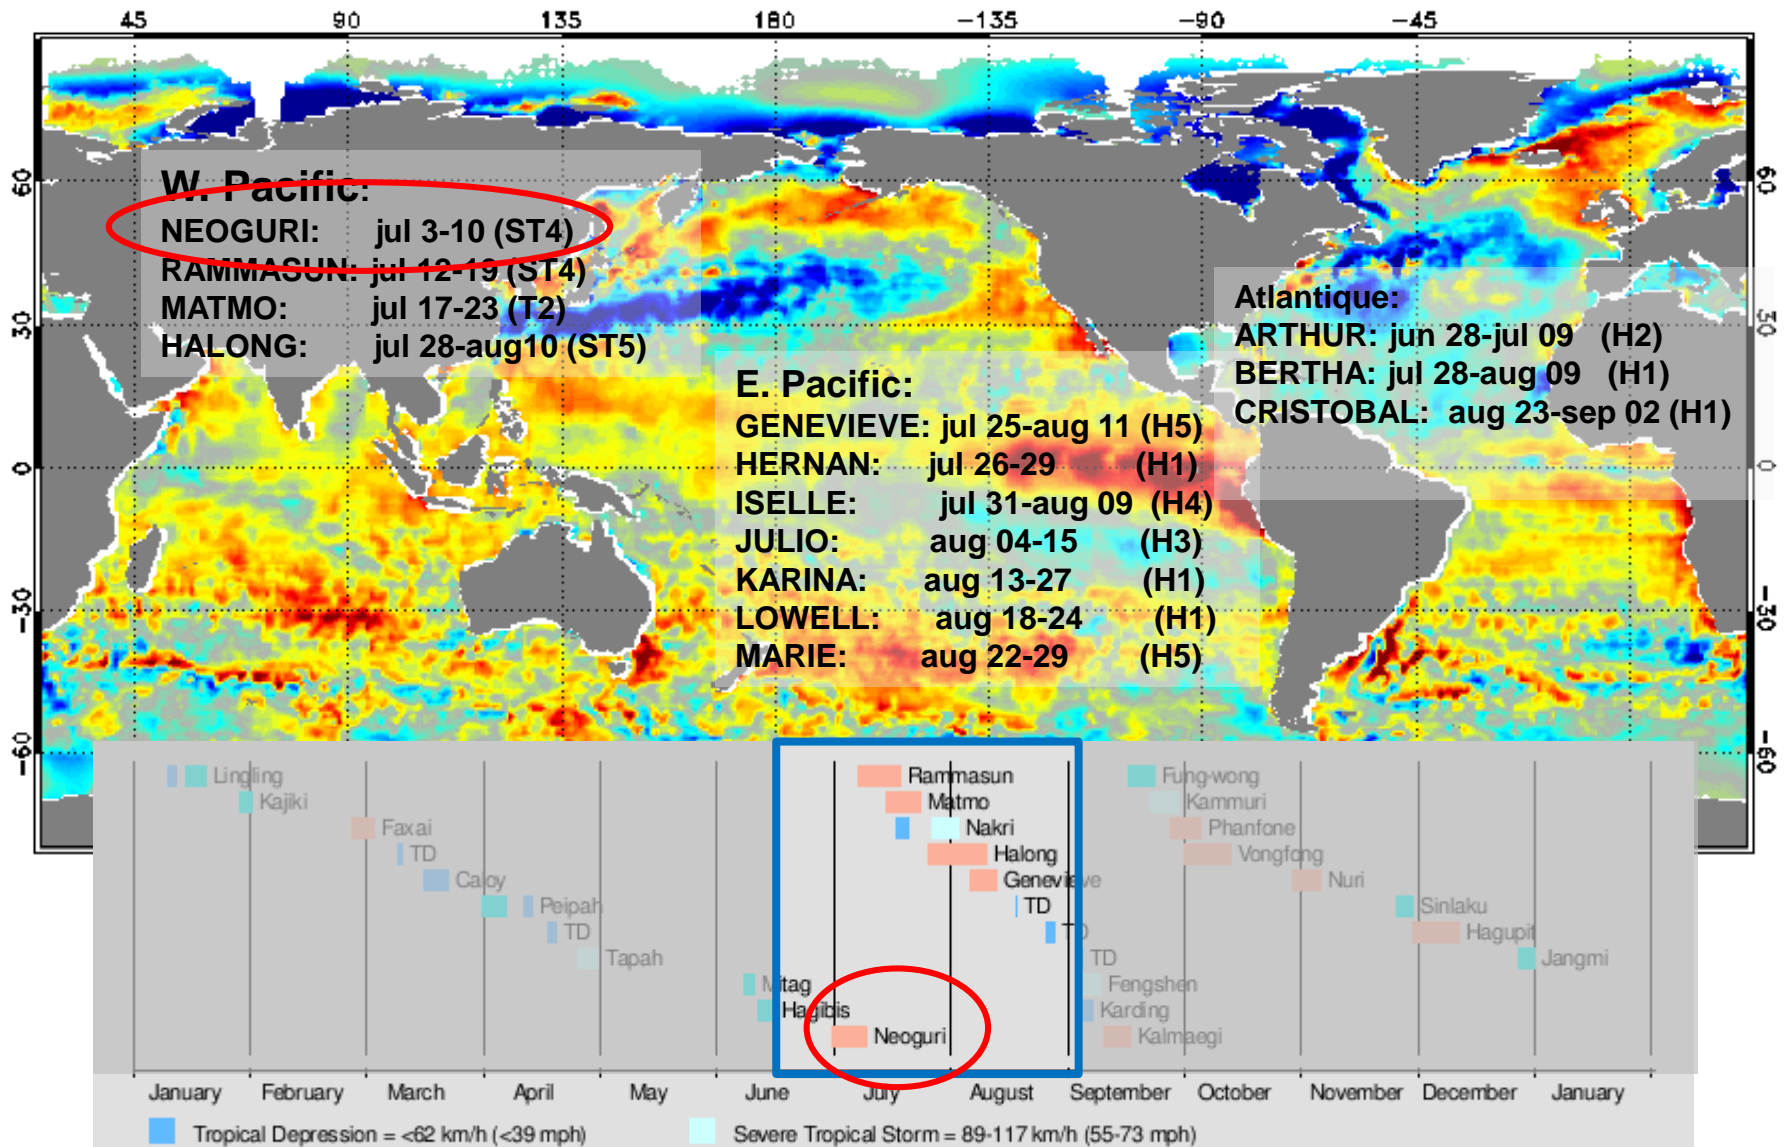 45 90 135 180 -135 -90 -45
60 60
30 30
0 0
-30 -30
-60 -60
W. Pacific:
NEOGURI: jul 3-10 (ST4)
RAMMASUN: jul 12-19 (ST4)
MATMO: jul 17-23 (T2)
HALONG: jul 28-aug10 (ST5)
Atlantique:
ARTHUR: jun 28-jul 09 (H2)
BERTHA: jul 28-aug 09 (H1)
CRISTOBAL: aug 23-sep 02 (H1)
E. Pacific:
GENEVIEVE: jul 25-aug 11 (H5)
HERNAN: jul 26-29 (H1)
ISELLE: jul 31-aug 09 (H4)
JULIO: aug 04-15 (H3)
KARINA: aug 13-27 (H1)
LOWELL: aug 18-24 (H1)
MARIE: aug 22-29 (H5)
Lingling Rammasun Fung-wong
Kajiki Matmo Kammuri
Faxai Nakri Phanfone
TD Halong Vongfong
Caloy Genevieve Nuri
Peipah TD Sinlaku
TD TD Hagupit
Tapah TD Jangmi
Mitag Fengshen
Hagibis Karding
Neoguri Kalmaegi
January February March April May June July August September October November December January
Tropical Depression = <62 km/h (<39 mph) Severe Tropical Storm = 89-117 km/h (55-73 mph)